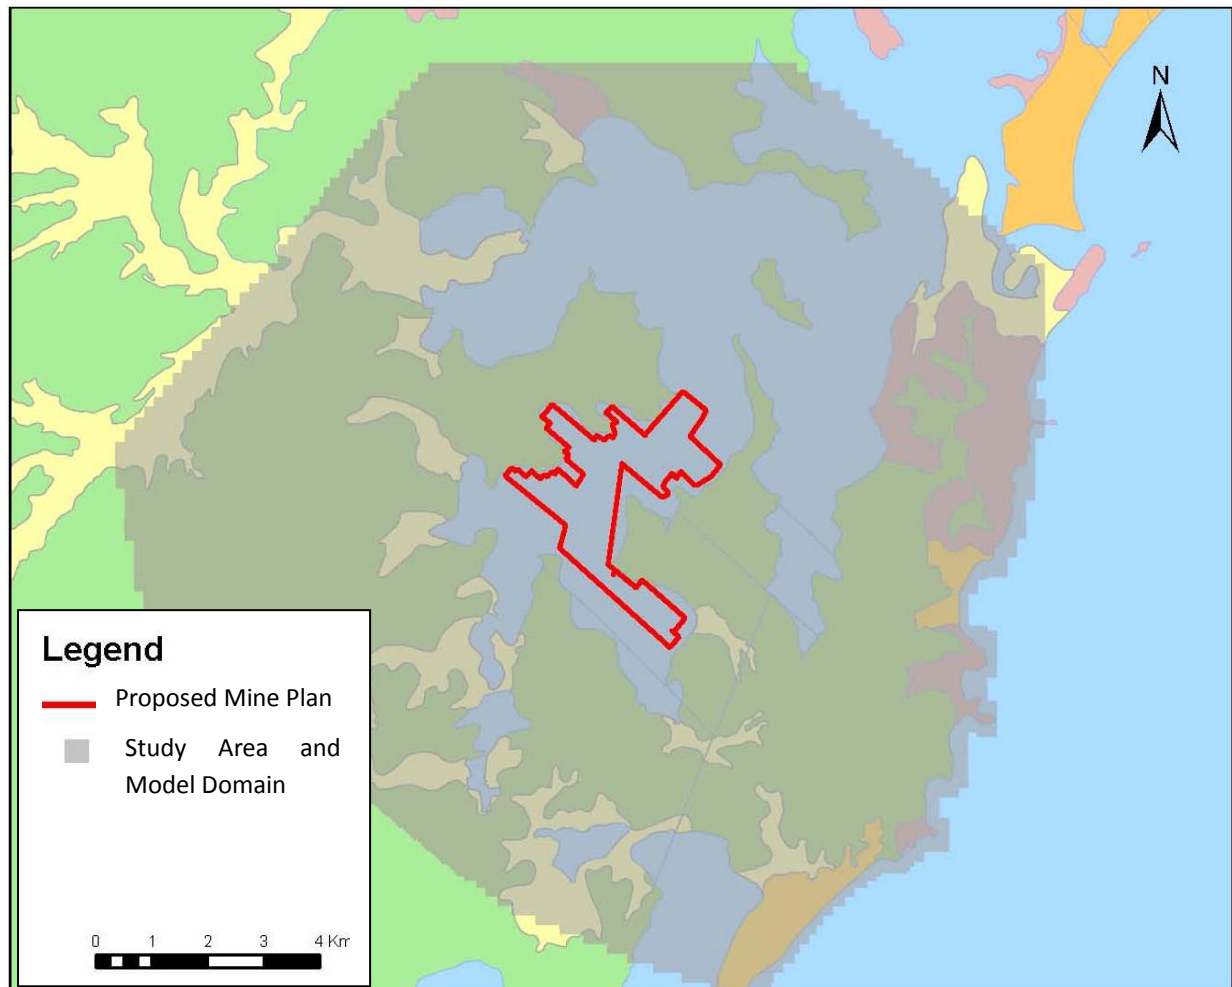 N
Legend
Proposed Mine Plan
Study Area and
Model Domain
0 1 2 3 4 Km